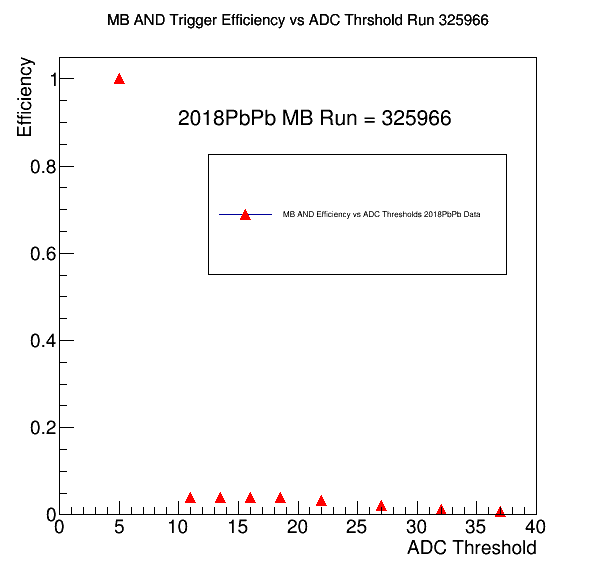 MB AND Trigger Efficiency vs ADC Thrshold Run 325966
Efficiency
2018PbPb MB Run = 325966
MB AND Efficiency vs ADC Thresholds 2018PbPb Data
1
0.8
0.6
0.4
0.2
0
0 5 10 15 20 25 30 35 40
ADC Threshold